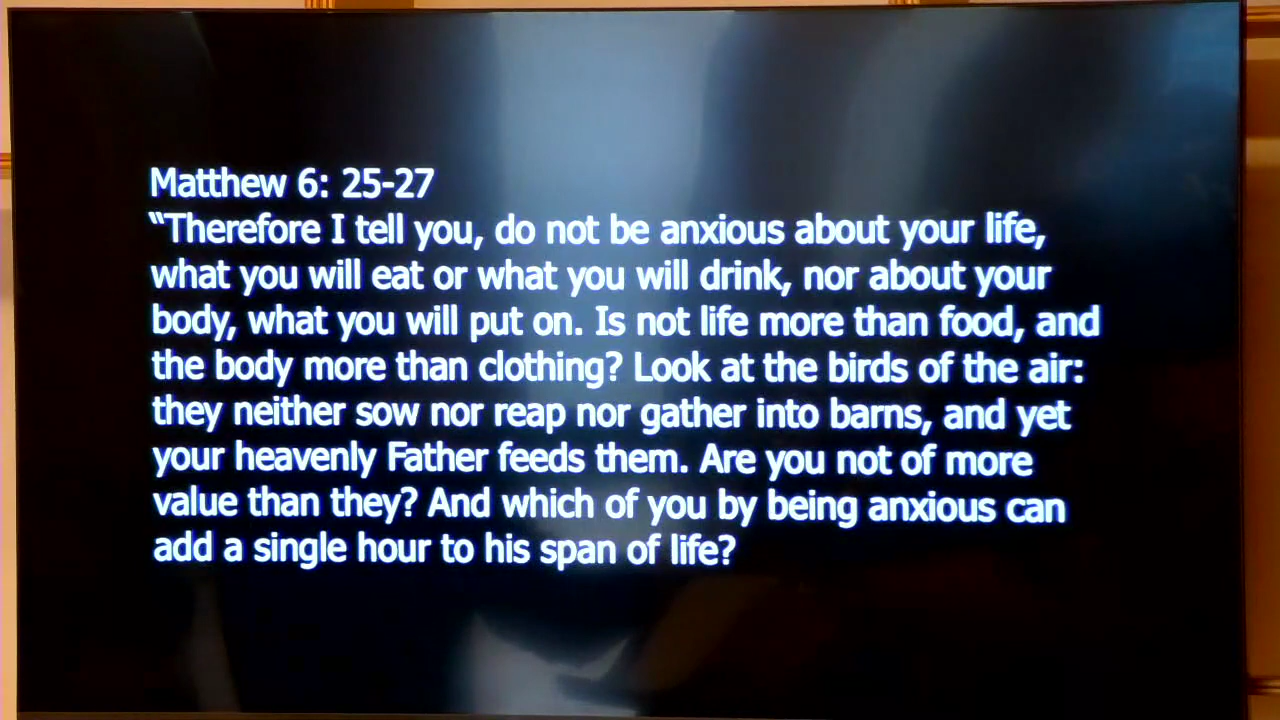 Matthew 6: 25-27
“Therefore I tell you, do not be anxious about your life,
what you will eat or what you will drink, nor about your
body, what you will put on. Is not life more than food, and
the body more than clothing? Look at the birds of the air:
they neither sow nor reap nor gather into barns, and yet
your heavenly Father feeds them. Are you not of more
value than they? And which of you by being anxious can
add a single hour to his span of life?